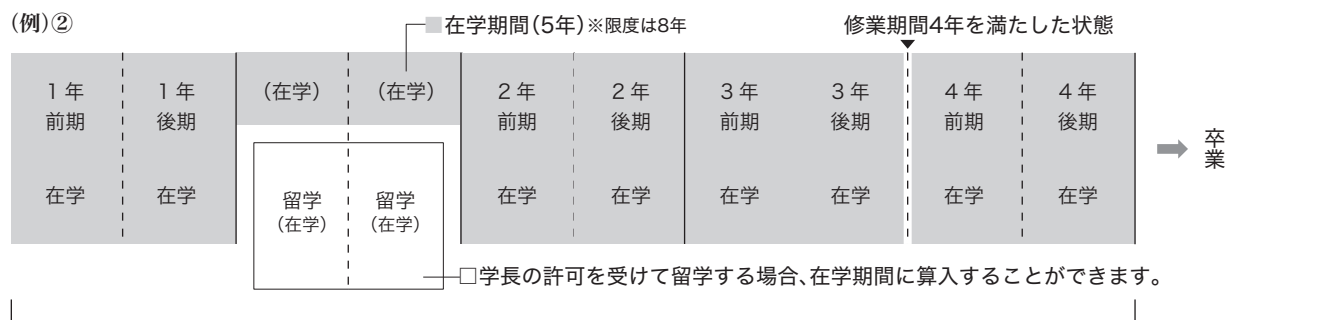 (例)②
■在学期間(5年)※限度は8年
修業期間4年を満たした状態
▼
1年 1年 (在学) (在学) 2年 2年 3年 3年 4年 4年
前期 後期 前期 後期 前期 後期 前期 後期
在学 在学 留学 留学 在学 在学 在学 在学 在学 在学
(在学) (在学)
➡ 卒業
□学長の許可を受けて留学する場合、在学期間に算入することができます。